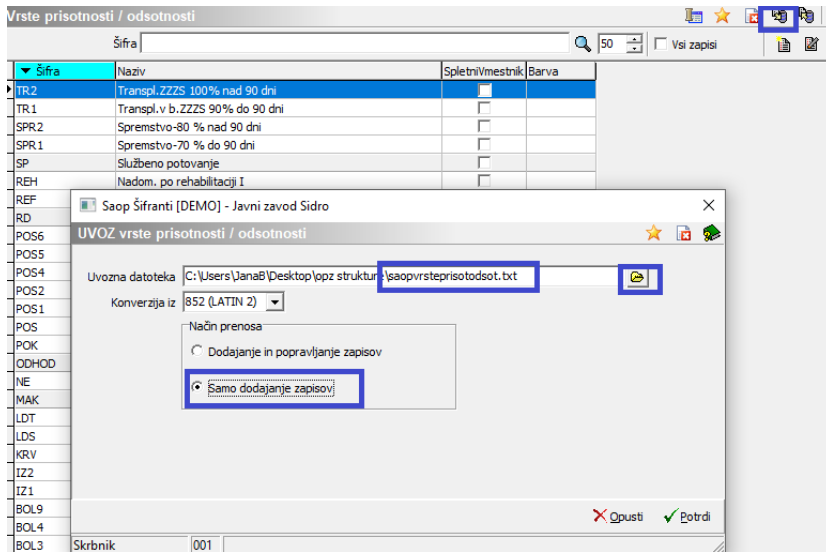 Vrste prisotnosti / odsotnosti
Šifra 50 Vsi zapisi
Šifra Naziv SpletniVmestnik Barva
TR2 Transpl.ZZZS 100% nad 90 dni
TR1 Transpl.v b.ZZZS 90% do 90 dni
SPR2 Spremstvo-80 % nad 90 dni
SPR1 Spremstvo-70 % do 90 dni
SP Službeno potovanje
REH Nadom. po rehabilitaciji I
REF
RD
POS6
POS5
POS4
POS2
POS1
POS
POK
ODHOD
NE
MAK
LDT
LDS
KRV
IZ2
IZ1
BOL9
BOL4
BOL3
Saop Šifranti [DEMO] - Javni zavod Sidro
UVOZ vrste prisotnosti / odsotnosti
Uvozna datoteka C:\Users\JanaB\Desktop\opz strukture\saopvrsteprisotodsot.txt
Konverzija iz 852 (LATIN 2)
Način prenosa
Dodajanje in popravljanje zapisov
Samo dodajanje zapisov
Opusti Potrdi
Skrbnik 001